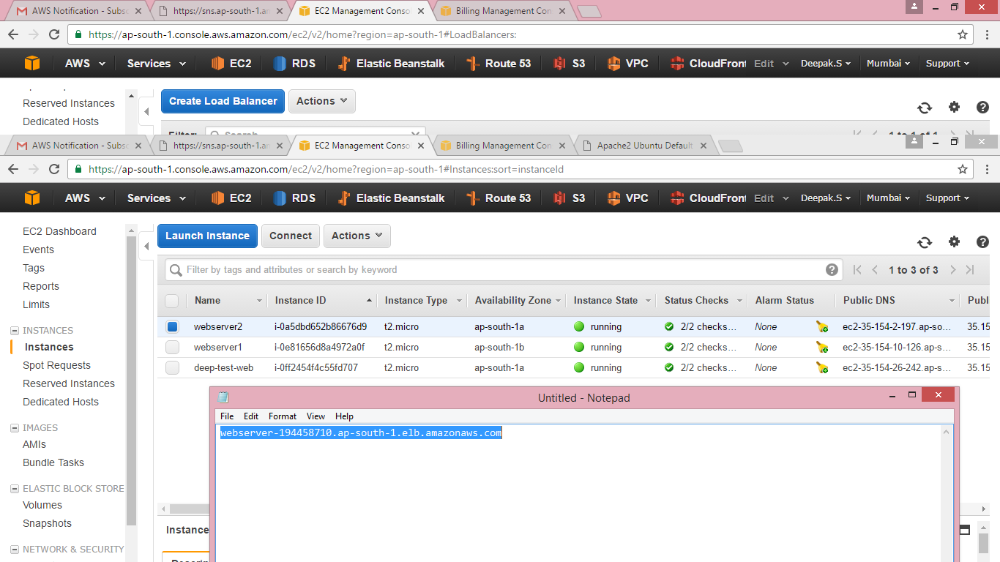 AWS Notification - Subsc
https://sns.ap-south-1.am
EC2 Management Conso
Billing Management Con
https://ap-south-1.console.aws.amazon.com/ec2/v2/home?region=ap-south-1#LoadBalancers:
AWS Services EC2 RDS Elastic Beanstalk Route 53 S3 VPC CloudFront Edit Deepak.S Mumbai Support
Reserved Instances
Dedicated Hosts
Create Load Balancer Actions
Filter: Search
1 to 1 of 1
AWS Notification - Subsc
https://sns.ap-south-1.am
EC2 Management Conso
Billing Management Con
Apache2 Ubuntu Default
https://ap-south-1.console.aws.amazon.com/ec2/v2/home?region=ap-south-1#Instances:sort=instanceId
AWS Services EC2 RDS Elastic Beanstalk Route 53 S3 VPC CloudFront Edit Deepak.S Mumbai Support
EC2 Dashboard
Events
Tags
Reports
Limits
INSTANCES
Instances
Spot Requests
Reserved Instances
Dedicated Hosts
IMAGES
AMIs
Bundle Tasks
ELASTIC BLOCK STORE
Volumes
Snapshots
NETWORK & SECURITY
Launch Instance Connect Actions
Filter by tags and attributes or search by keyword
1 to 3 of 3
Name Instance ID Instance Type Availability Zone Instance State Status Checks Alarm Status Public DNS Publ
webserver2 i-0a5dbd652b86676d9 t2.micro ap-south-1a running 2/2 checks... None ec2-35-154-2-197.ap-so... 35.15
webserver1 i-0e81656d8a4972a0f t2.micro ap-south-1b running 2/2 checks... None ec2-35-154-10-126.ap-s... 35.15
deep-test-web i-0ff2454f4c55fd707 t2.micro ap-south-1a running 2/2 checks... None ec2-35-154-26-242.ap-s... 35.15
Instance
Untitled - Notepad
File Edit Format View Help
webserver-194458710.ap-south-1.elb.amazonaws.com